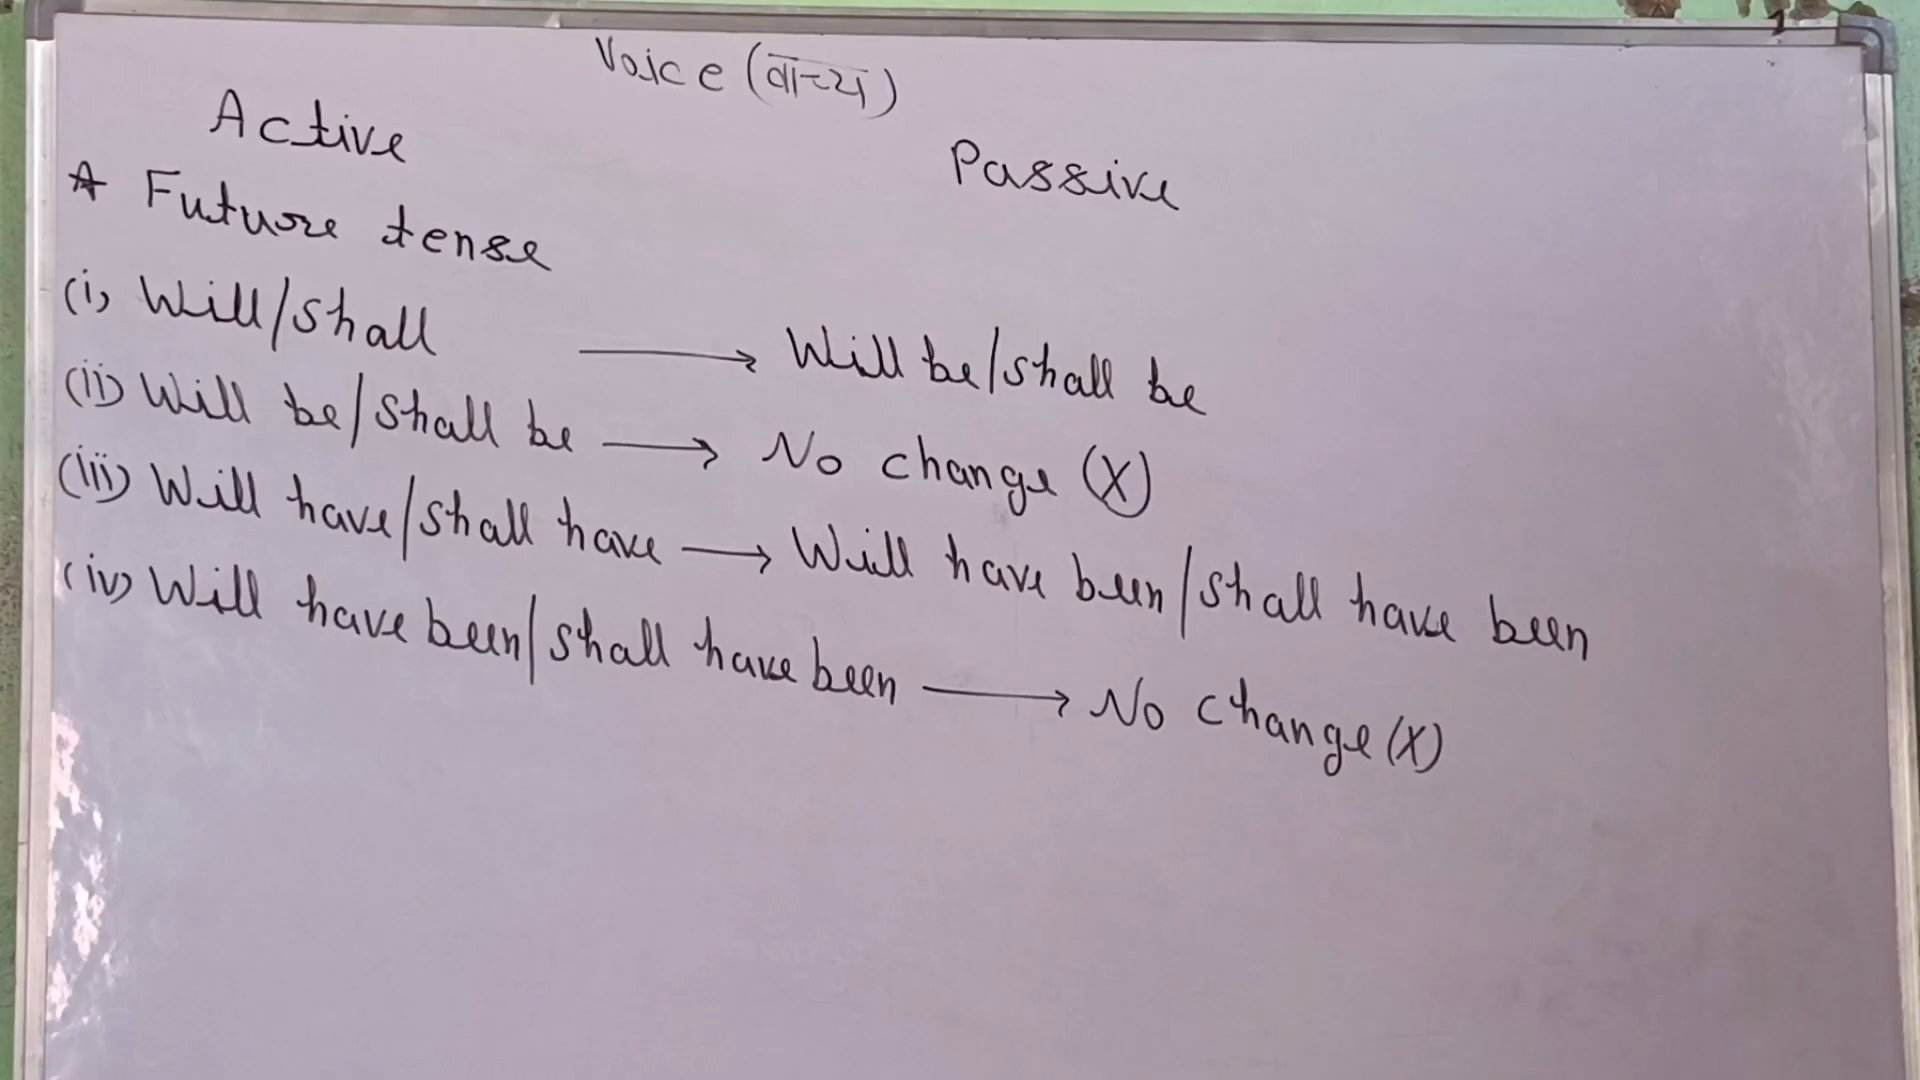 Voice (वाच्य)
Active
Passive
* Future tense
(i) Will/shall → Will be/shall be
(ii) Will be/shall be → No change (X)
(iii) Will have/shall have → Will have been/shall have been
(iv) Will have been/shall have been → No change (X)